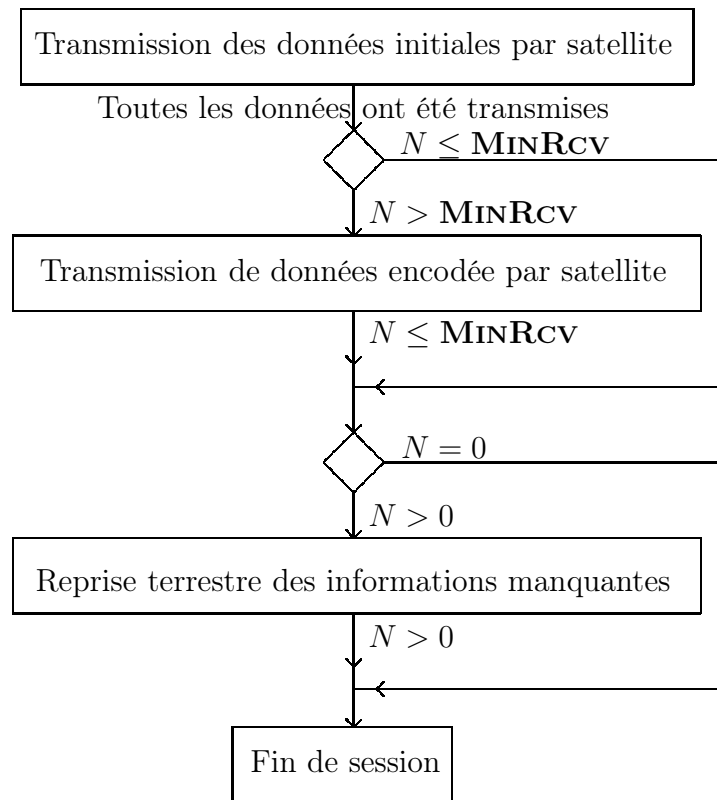 Transmission des données initiales par satellite
Toutes les données ont été transmises
N ≤ MINRCV
N > MINRCV
Transmission de données encodée par satellite
N ≤ MINRCV
N = 0
N > 0
Reprise terrestre des informations manquantes
N > 0
Fin de session